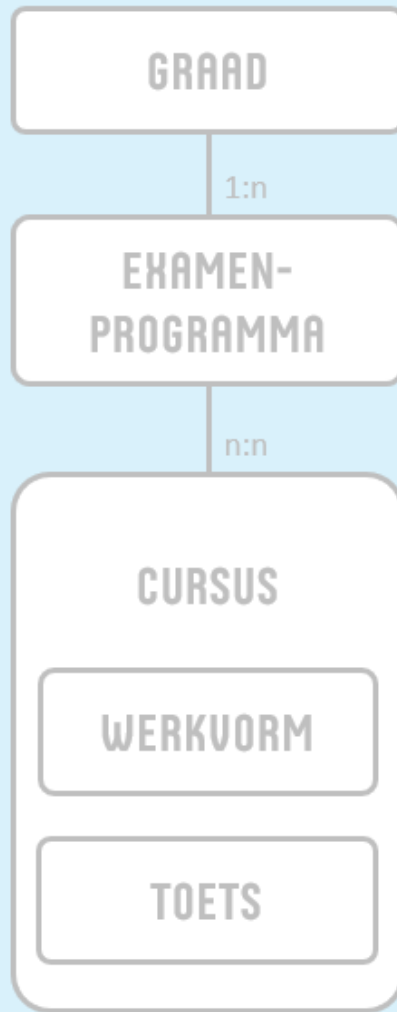 GRAAD
1:n
EXAMEN-
PROGRAMMA
n:n
CURSUS
WERKVORM
TOETS